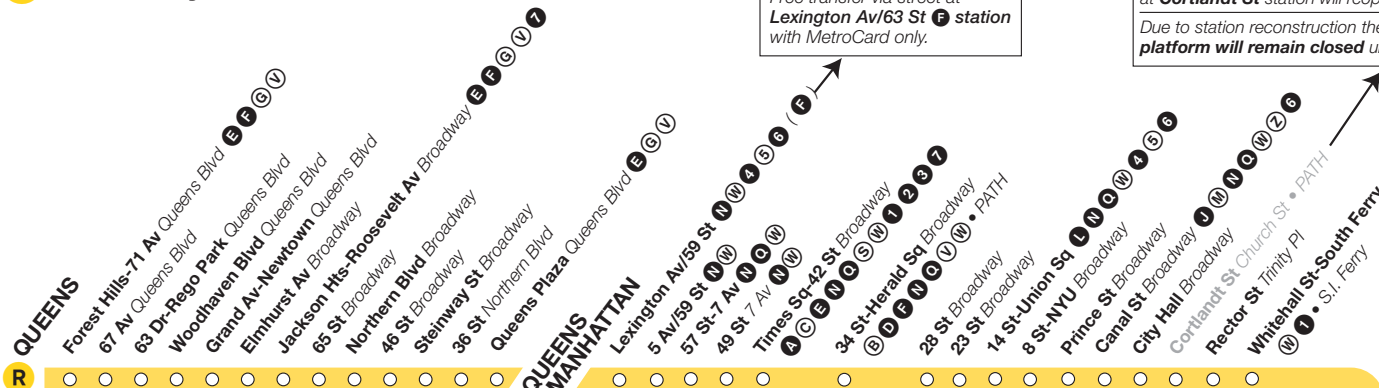 Free transfer via street at
Lexington Av/63 St F station
with MetroCard only.
at Cortlandt St station will reop
Due to station reconstruction the
platform will remain closed
QUEENS
Forest Hills-71 Av Queens Blvd E F G V
67 Av Queens Blvd
63 Dr-Rego Park Queens Blvd
Woodhaven Blvd Queens Blvd
Grand Av-Newtown Queens Blvd
Elmhurst Av Broadway
Jackson Hts-Roosevelt Av Broadway E F G V 7
65 St Broadway
Northern Blvd Broadway
46 St Broadway
Steinway St Broadway
36 St Northern Blvd
Queens Plaza Queens Blvd E G V
QUEENS
MANHATTAN
Lexington Av/59 St N W 4 5 6 ( F )
5 Av/59 St N W
57 St-7 Av N Q W
49 St 7 Av N W
Times Sq-42 St Broadway
A C E N Q S W 1 2 3 7
34 St-Herald Sq Broadway
B D F N Q V W • PATH
28 St Broadway
23 St Broadway
14 St-Union Sq L N Q W 4 5 6
8 St-NYU Broadway
Prince St Broadway
Canal St Broadway J M N Q W Z 6
City Hall Broadway
Cortlandt St Church St • PATH
Rector St Trinity Pl
Whitehall St-South Ferry
W 1 • S.I. Ferry
R